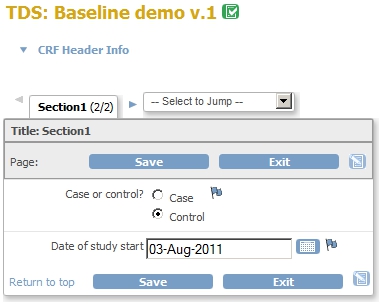 TDS: Baseline demo v.1
CRF Header Info
Section1 (2/2)
-- Select to Jump --
Title: Section1
Page:
Save
Exit
Case or control?
Case
Control
Date of study start
03-Aug-2011
Return to top
Save
Exit